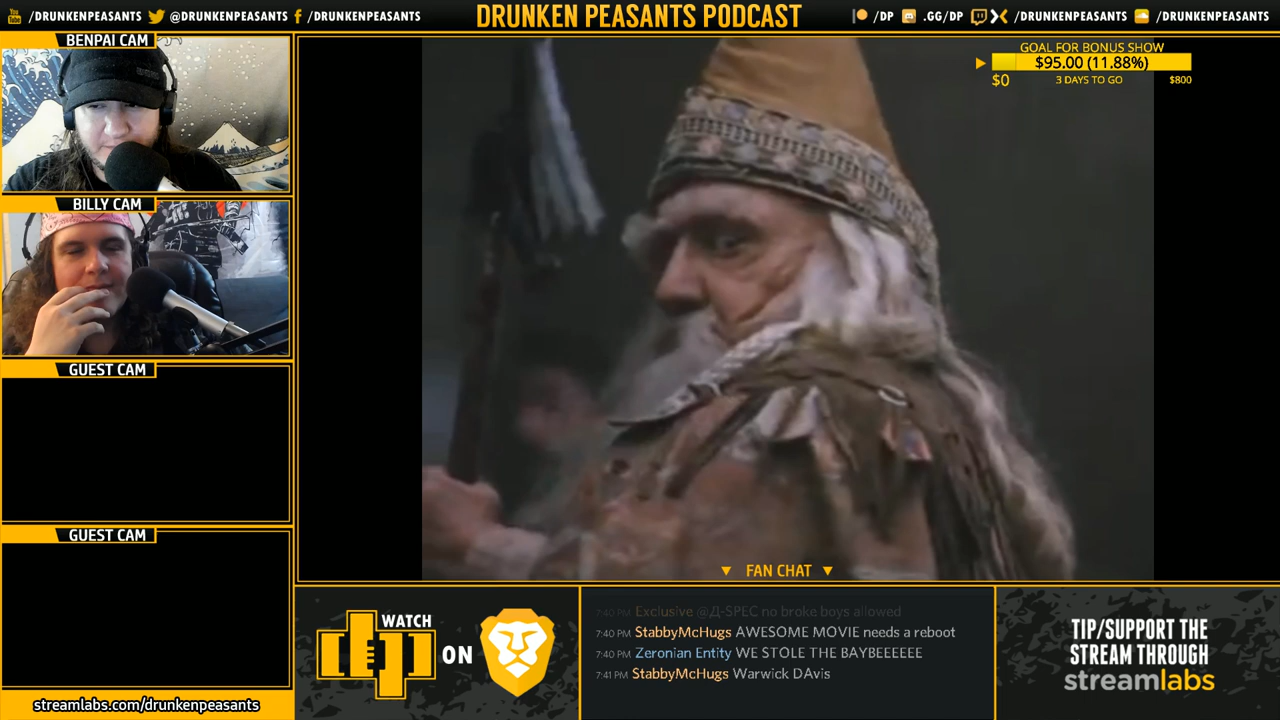 You Tube /DRUNKENPEASANTS @DRUNKENPEASANTS /DRUNKENPEASANTS
DRUNKEN PEASANTS PODCAST
/DP .GG/DP /DRUNKENPEASANTS /DRUNKENPEASANTS
BENPAI CAM
GOAL FOR BONUS SHOW
$95.00 (11.88%)
$0 3 DAYS TO GO $800
BILLY CAM
GUEST CAM
GUEST CAM
FAN CHAT
7:40 PM Exclusive @Д-SPEC no broke boys allowed
7:40 PM StabbyMcHugs AWESOME MOVIE needs a reboot
7:40 PM Zeronian Entity WE STOLE THE BAYBEEEEEE
7:41 PM StabbyMcHugs Warwick DAvis
WATCH
ON
TIP/SUPPORT THE
STREAM THROUGH
streamlabs
streamlabs.com/drunkenpeasants